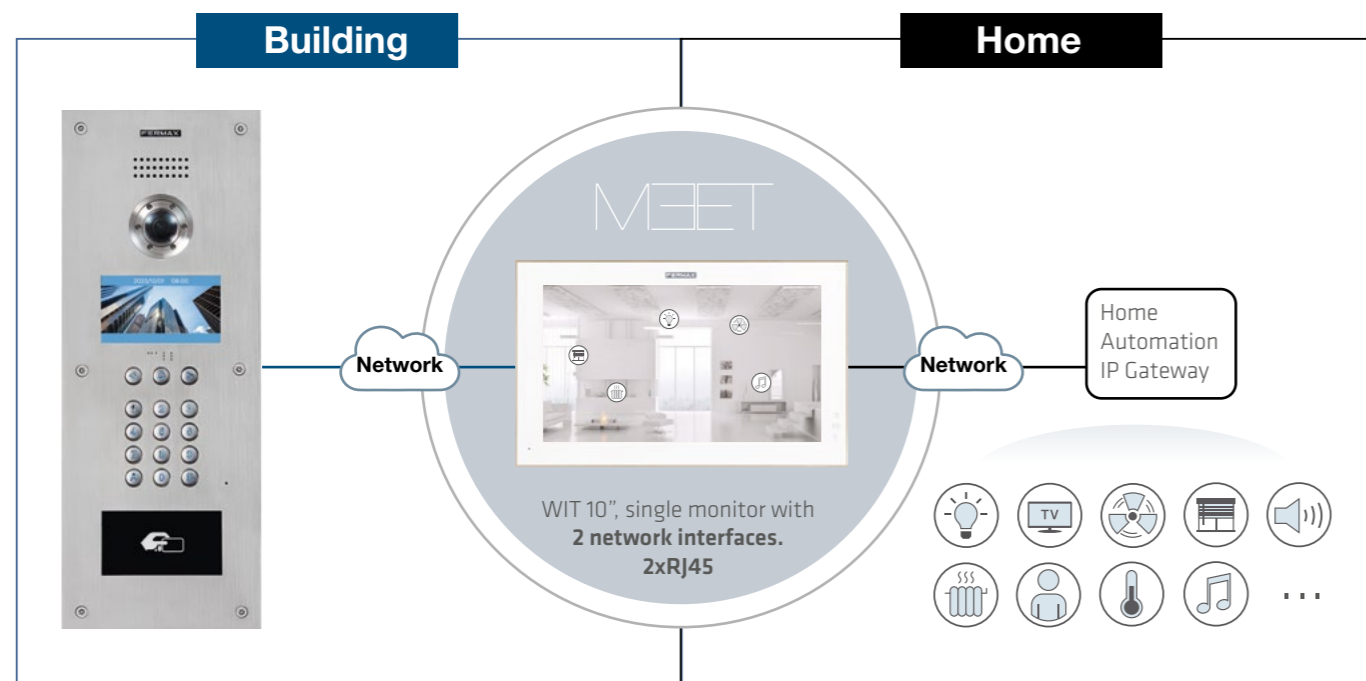 Building
Home
FERMAX
MEET
FERMAX
Network
Network
Home
Automation
IP Gateway
WIT 10”, single monitor with
2 network interfaces.
2xRJ45
TV
...